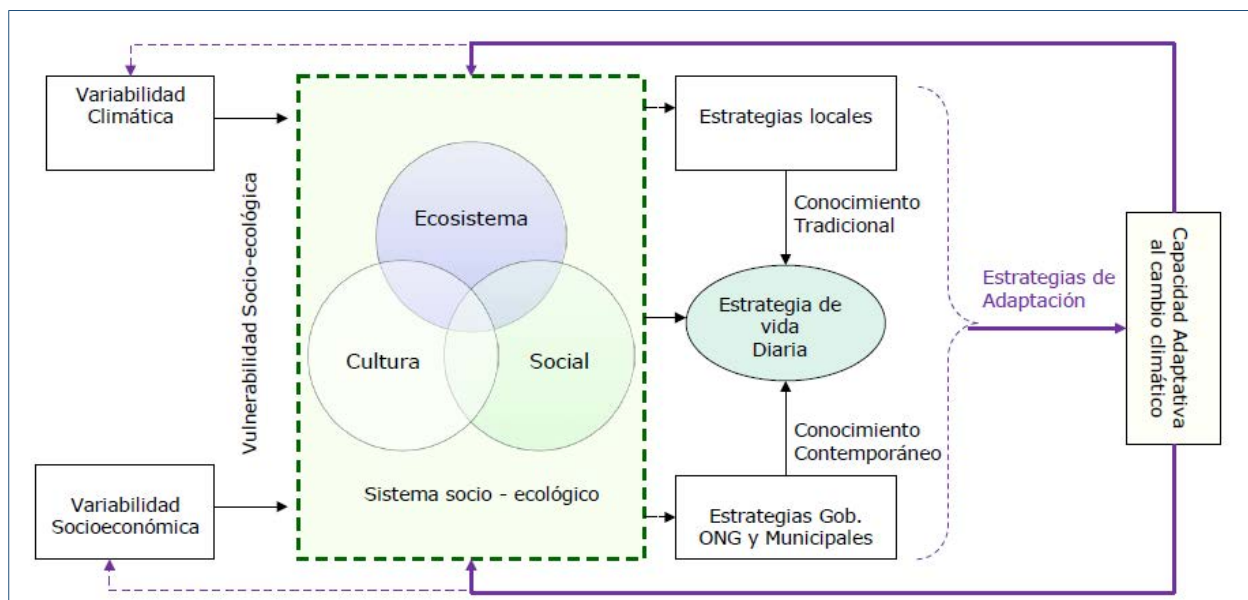 Variabilidad
Climática
Variabilidad
Socioeconómica
Vulnerabilidad Socio-ecológica
Ecosistema
Cultura
Social
Sistema socio - ecológico
Estrategias locales
Conocimiento
Tradicional
Estrategia de
vida
Diaria
Conocimiento
Contemporáneo
Estrategias Gob.
ONG y Municipales
Estrategias de
Adaptación
Capacidad Adaptativa
al cambio climático